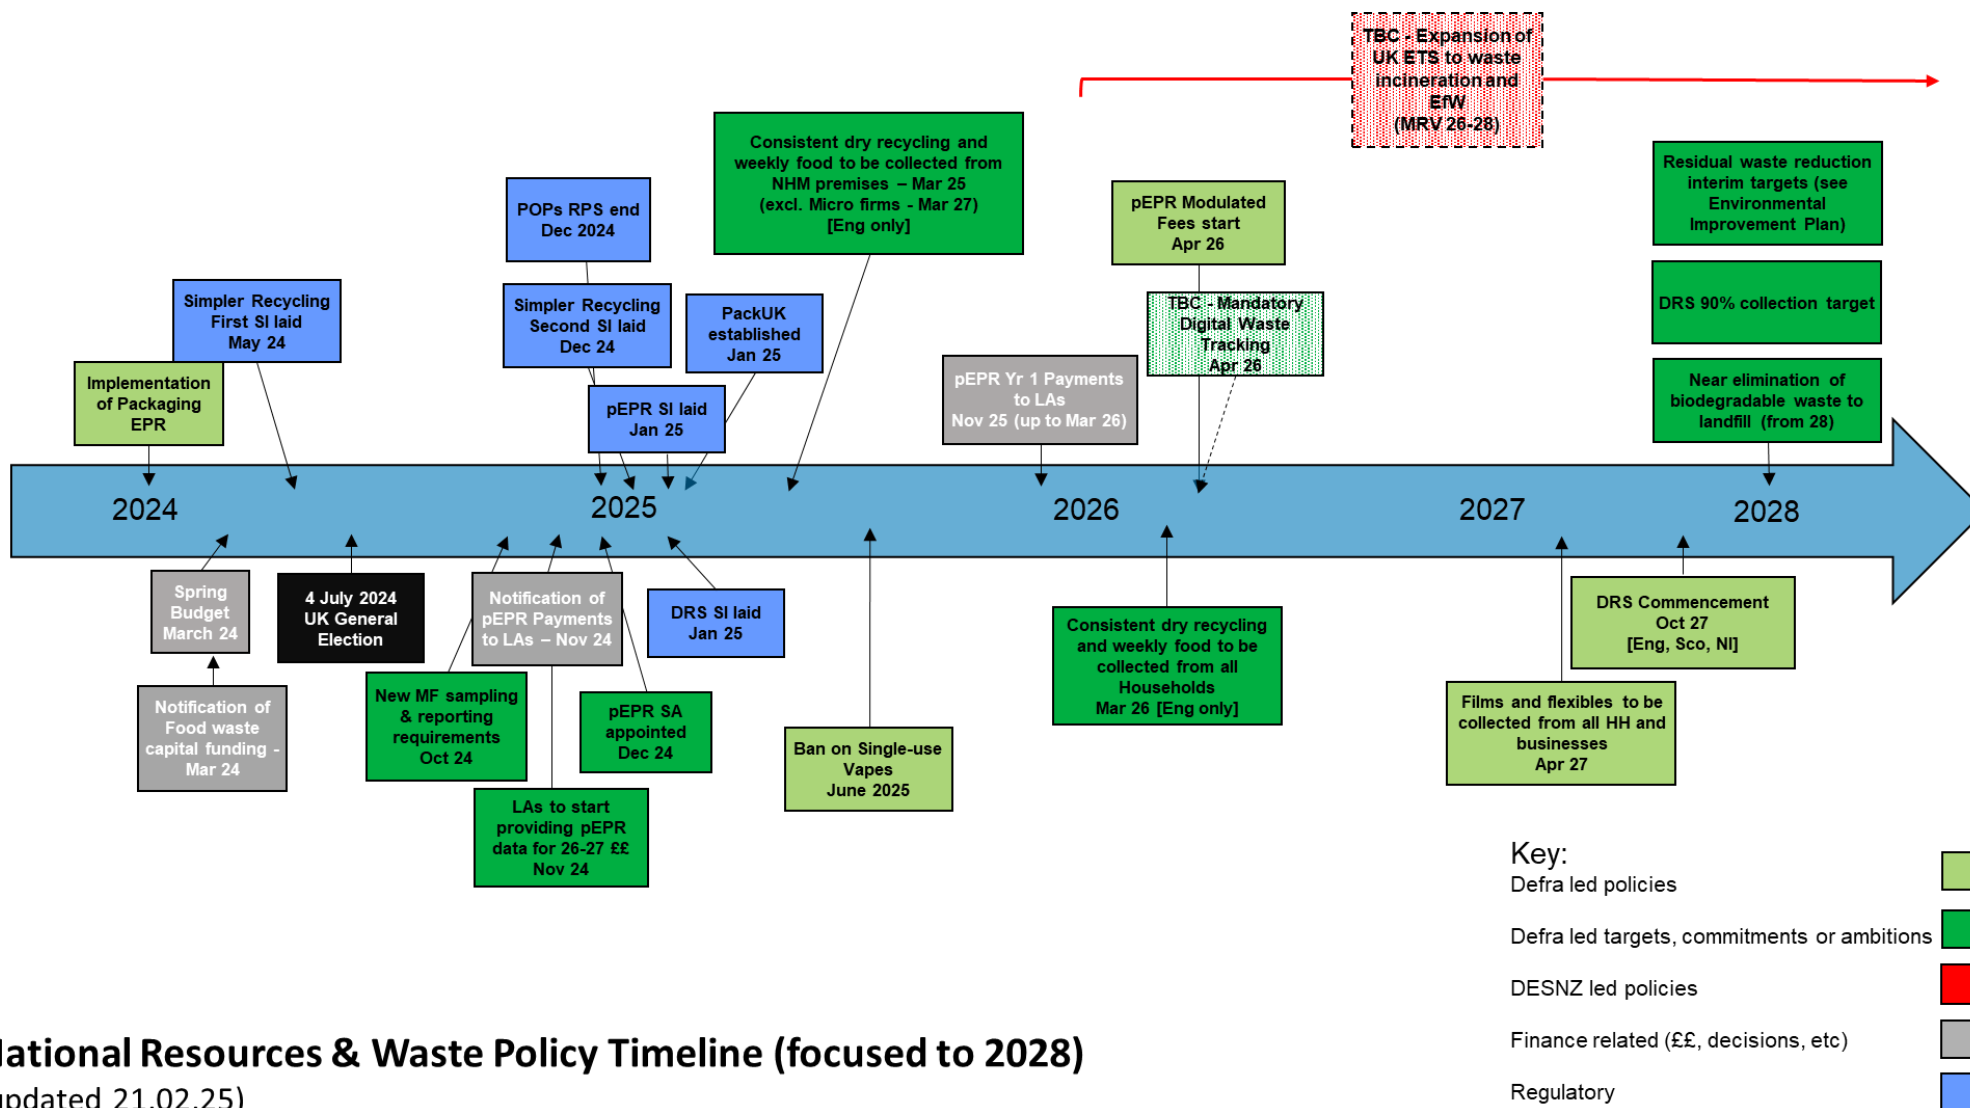 TBC - Expansion of
UK ETS to waste
incineration and
EfW
(MRV 26-28)
Consistent dry recycling and
weekly food to be collected from
NHM premises – Mar 25
(excl. Micro firms - Mar 27)
[Eng only]
Residual waste reduction
interim targets (see
Environmental
Improvement Plan)
POPs RPS end
Dec 2024
pEPR Modulated
Fees start
Apr 26
Simpler Recycling
First SI laid
May 24
Simpler Recycling
Second SI laid
Dec 24
PackUK
established
Jan 25
TBC - Mandatory
Digital Waste
Tracking
Apr 26
DRS 90% collection target
Implementation
of Packaging
EPR
pEPR SI laid
Jan 25
pEPR Yr 1 Payments
to LAs
Nov 25 (up to Mar 26)
Near elimination of
biodegradable waste to
landfill (from 28)
2024
2025
2026
2027
2028
Spring
Budget
March 24
4 July 2024
UK General
Election
Notification of
pEPR Payments
to LAs – Nov 24
DRS SI laid
Jan 25
DRS Commencement
Oct 27
[Eng, Sco, NI]
Consistent dry recycling
and weekly food to be
collected from all
Households
Mar 26 [Eng only]
Notification of
Food waste
capital funding -
Mar 24
New MF sampling
& reporting
requirements
Oct 24
pEPR SA
appointed
Dec 24
Films and flexibles to be
collected from all HH and
businesses
Apr 27
Ban on Single-use
Vapes
June 2025
LAs to start
providing pEPR
data for 26-27 ££
Nov 24
Key:
Defra led policies
Defra led targets, commitments or ambitions
DESNZ led policies
Finance related (££, decisions, etc)
Regulatory
National Resources & Waste Policy Timeline (focused to 2028)
updated 21.02.25)